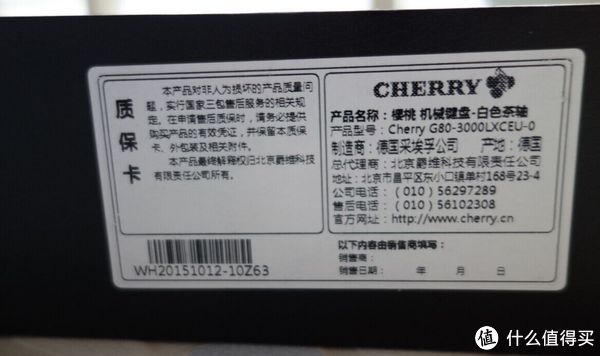 质
保
卡
本产品对非人为损坏的产品质量问
题，实行国家三包售后服务的相关规
定。在申请售后质保时，请务必提供
购买产品的有效凭证，并保留本质保
卡、外包装及相关附件。
本产品最终解释权归北京爵维科技
有限责任公司所有。
WH20151012-10Z63
CHERRY
产品名称：樱桃 机械键盘-白色茶轴
产品型号：Cherry G80-3000LXCEU-0
制造商：德国采埃孚公司 产地：德国
总代理商：北京爵维科技有限责任公司
地址：北京市昌平区东小口镇单村168号23-4
公司电话：（010）56297289
售后电话：（010）56102308
官方网址：http://www.cherry.cn
以下内容由销售商填写：
销售商：
销售日期： 年 月 日
值 什么值得买